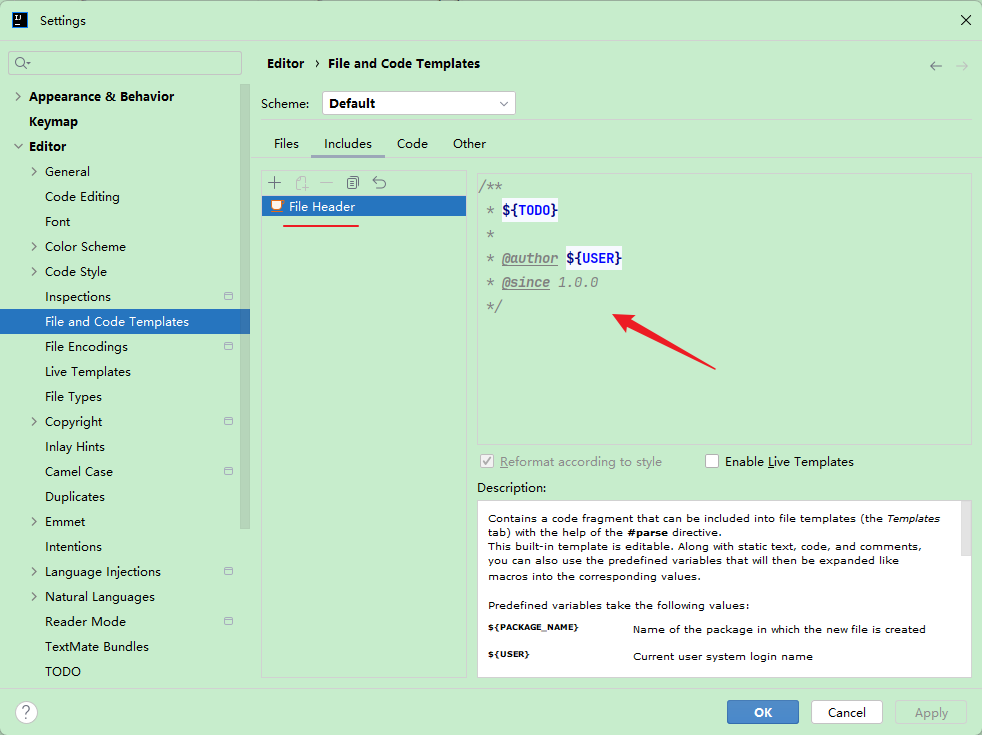 Settings
Editor › File and Code Templates
Scheme: Default
Files Includes Code Other
Appearance & Behavior
Keymap
Editor
General
Code Editing
Font
Color Scheme
Code Style
Inspections
File and Code Templates
File Encodings
Live Templates
File Types
Copyright
Inlay Hints
Camel Case
Duplicates
Emmet
Intentions
Language Injections
Natural Languages
Reader Mode
TextMate Bundles
TODO
File Header
/**
* ${TODO}
*
* @author ${USER}
* @since 1.0.0
*/
Reformat according to style Enable Live Templates
Description:
Contains a code fragment that can be included into file templates (the Templates
tab) with the help of the #parse directive.
This built-in template is editable. Along with static text, code, and comments,
you can also use the predefined variables that will then be expanded like
macros into the corresponding values.
Predefined variables take the following values:
${PACKAGE_NAME} Name of the package in which the new file is created
${USER} Current user system login name
? OK Cancel Apply